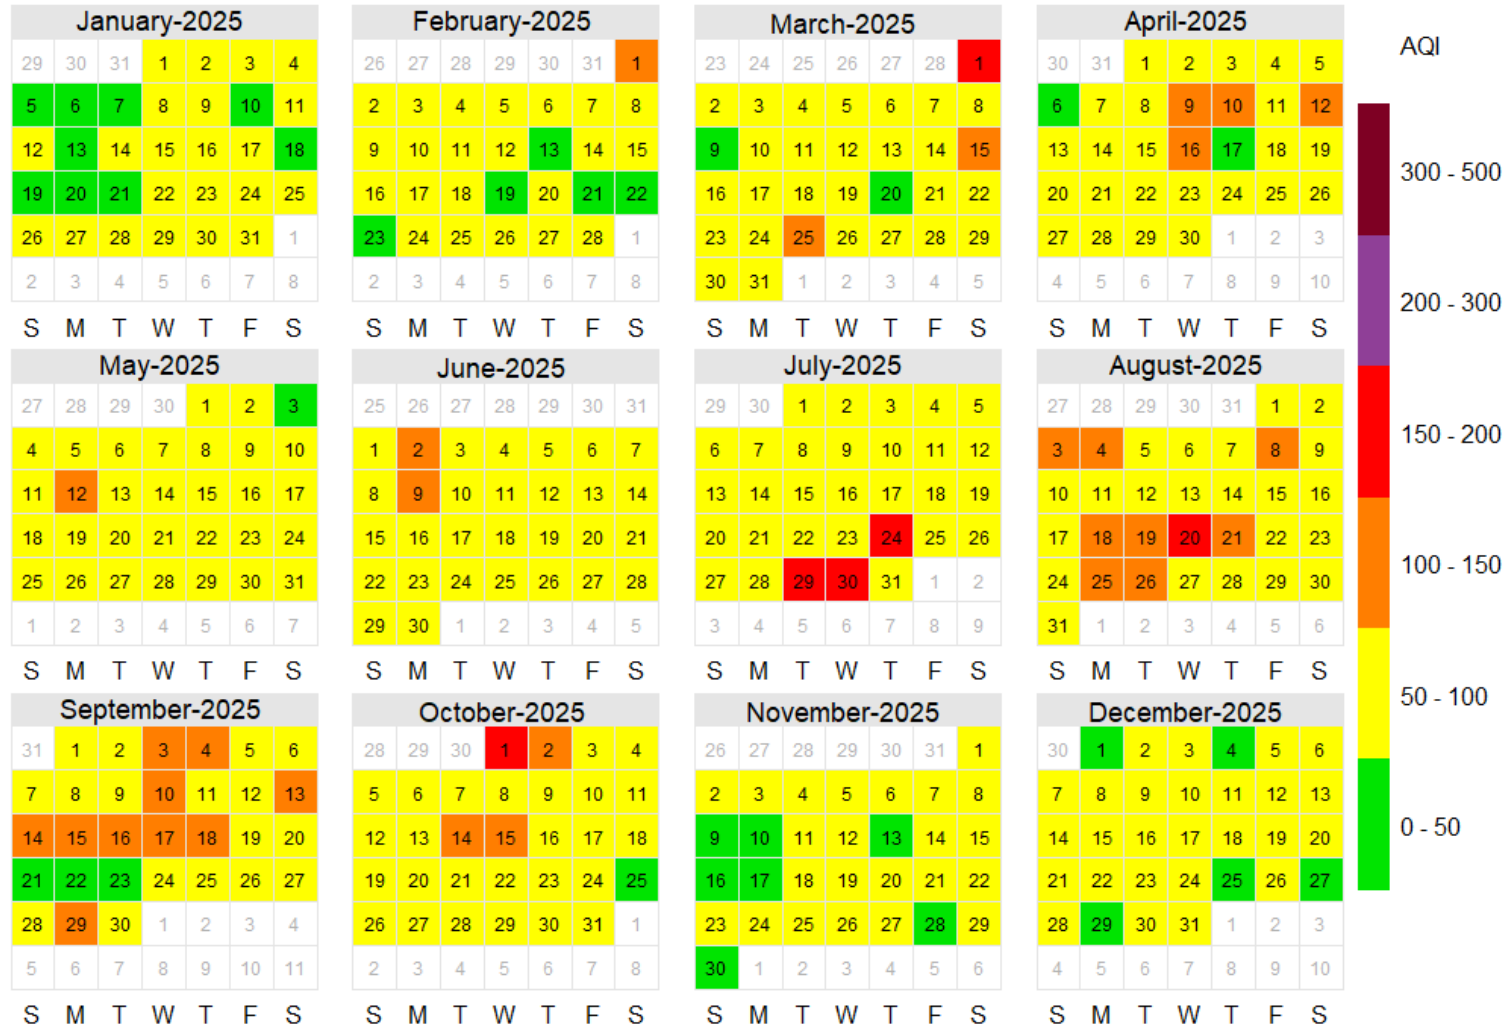 January-2025 February-2025 March-2025 April-2025
AQI
29 30 31 1 2 3 4 26 27 28 29 30 31 1 23 24 25 26 27 28 1 30 31 1 2 3 4 5
5 6 7 8 9 10 11 2 3 4 5 6 7 8 2 3 4 5 6 7 8 6 7 8 9 10 11 12
12 13 14 15 16 17 18 9 10 11 12 13 14 15 9 10 11 12 13 14 15 13 14 15 16 17 18 19
300 - 500
19 20 21 22 23 24 25 16 17 18 19 20 21 22 16 17 18 19 20 21 22 20 21 22 23 24 25 26
26 27 28 29 30 31 1 23 24 25 26 27 28 1 23 24 25 26 27 28 29 27 28 29 30 1 2 3
2 3 4 5 6 7 8 2 3 4 5 6 7 8 30 31 1 2 3 4 5 4 5 6 7 8 9 10
200 - 300
S M T W T F S S M T W T F S S M T W T F S S M T W T F S
May-2025 June-2025 July-2025 August-2025
27 28 29 30 1 2 3 25 26 27 28 29 30 31 29 30 1 2 3 4 5 27 28 29 30 31 1 2
150 - 200
4 5 6 7 8 9 10 1 2 3 4 5 6 7 6 7 8 9 10 11 12 3 4 5 6 7 8 9
11 12 13 14 15 16 17 8 9 10 11 12 13 14 13 14 15 16 17 18 19 10 11 12 13 14 15 16
18 19 20 21 22 23 24 15 16 17 18 19 20 21 20 21 22 23 24 25 26 17 18 19 20 21 22 23
100 - 150
25 26 27 28 29 30 31 22 23 24 25 26 27 28 27 28 29 30 31 1 2 24 25 26 27 28 29 30
1 2 3 4 5 6 7 29 30 1 2 3 4 5 3 4 5 6 7 8 9 31 1 2 3 4 5 6
S M T W T F S S M T W T F S S M T W T F S S M T W T F S
50 - 100
September-2025 October-2025 November-2025 December-2025
31 1 2 3 4 5 6 28 29 30 1 2 3 4 26 27 28 29 30 31 1 30 1 2 3 4 5 6
7 8 9 10 11 12 13 5 6 7 8 9 10 11 2 3 4 5 6 7 8 7 8 9 10 11 12 13
0 - 50
14 15 16 17 18 19 20 12 13 14 15 16 17 18 9 10 11 12 13 14 15 14 15 16 17 18 19 20
21 22 23 24 25 26 27 19 20 21 22 23 24 25 16 17 18 19 20 21 22 21 22 23 24 25 26 27
28 29 30 1 2 3 4 26 27 28 29 30 31 1 23 24 25 26 27 28 29 28 29 30 31 1 2 3
5 6 7 8 9 10 11 2 3 4 5 6 7 8 30 1 2 3 4 5 6 4 5 6 7 8 9 10
S M T W T F S S M T W T F S S M T W T F S S M T W T F S